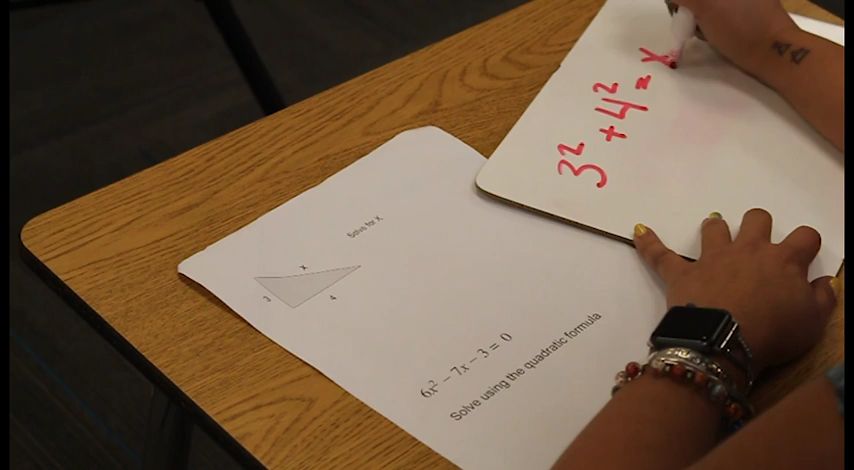 3² + 4² = x
Solve for X
x
3
4
6x² − 7x − 3 = 0
Solve using the quadratic formula